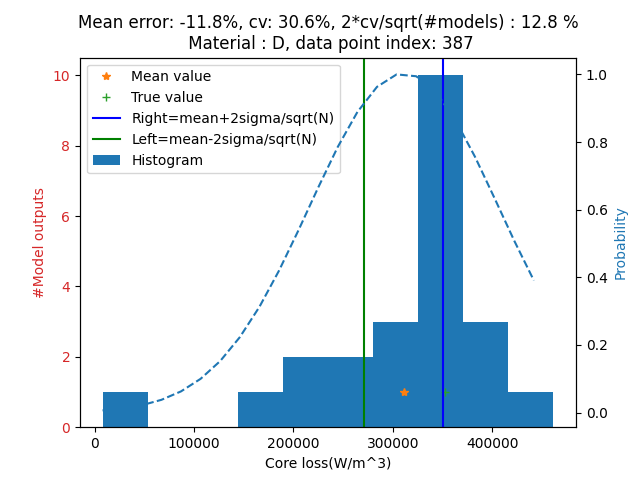 Mean error: -11.8%, cv: 30.6%, 2*cv/sqrt(#models) : 12.8 %
Material : D, data point index: 387
Mean value
True value
Right=mean+2sigma/sqrt(N)
Left=mean-2sigma/sqrt(N)
Histogram
#Model outputs
10
8
6
4
2
0
0
100000
200000
300000
400000
Core loss(W/m^3)
1.0
0.8
0.6
0.4
0.2
0.0
Probability